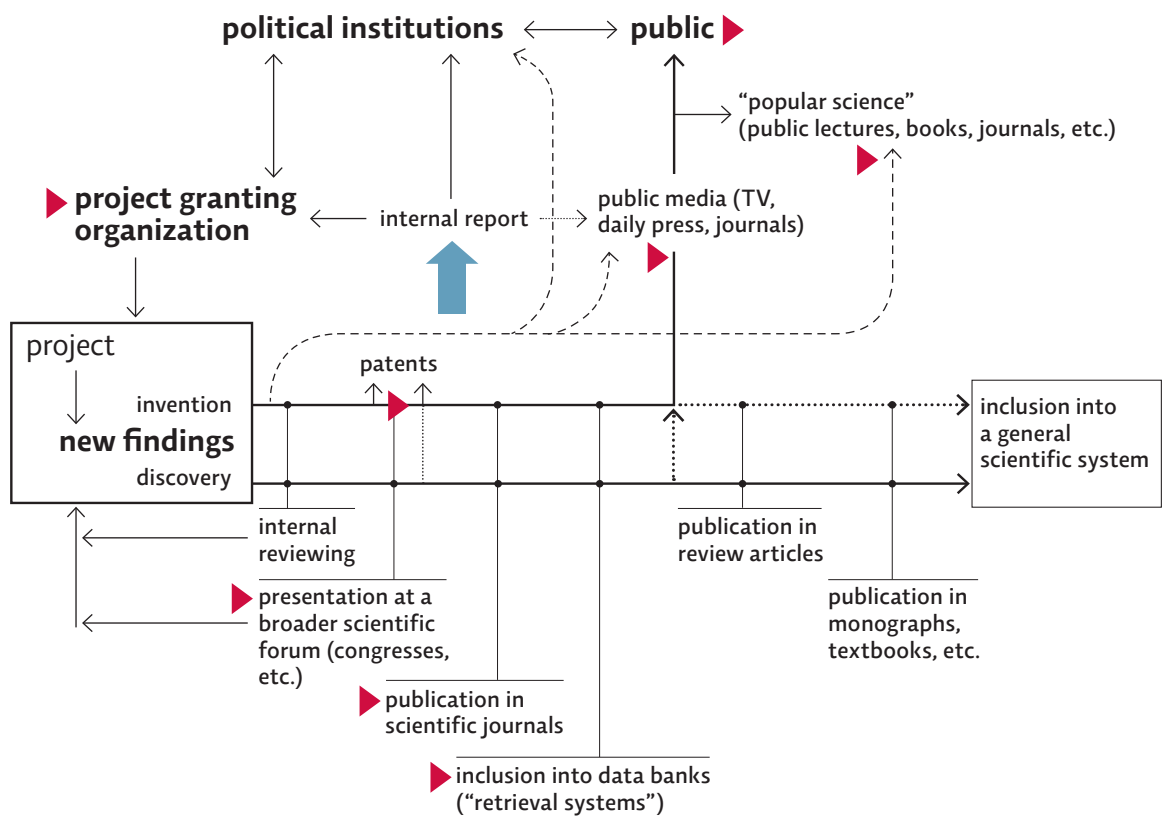 political institutions
public
“popular science”
(public lectures, books, journals, etc.)
project granting
organization
internal report
public media (TV,
daily press, journals)
project
patents
invention
new findings
discovery
inclusion into
a general
scientific system
internal
reviewing
publication in
review articles
presentation at a
broader scientific
forum (congresses,
etc.)
publication in
monographs,
textbooks, etc.
publication in
scientific journals
inclusion into data banks
(“retrieval systems”)